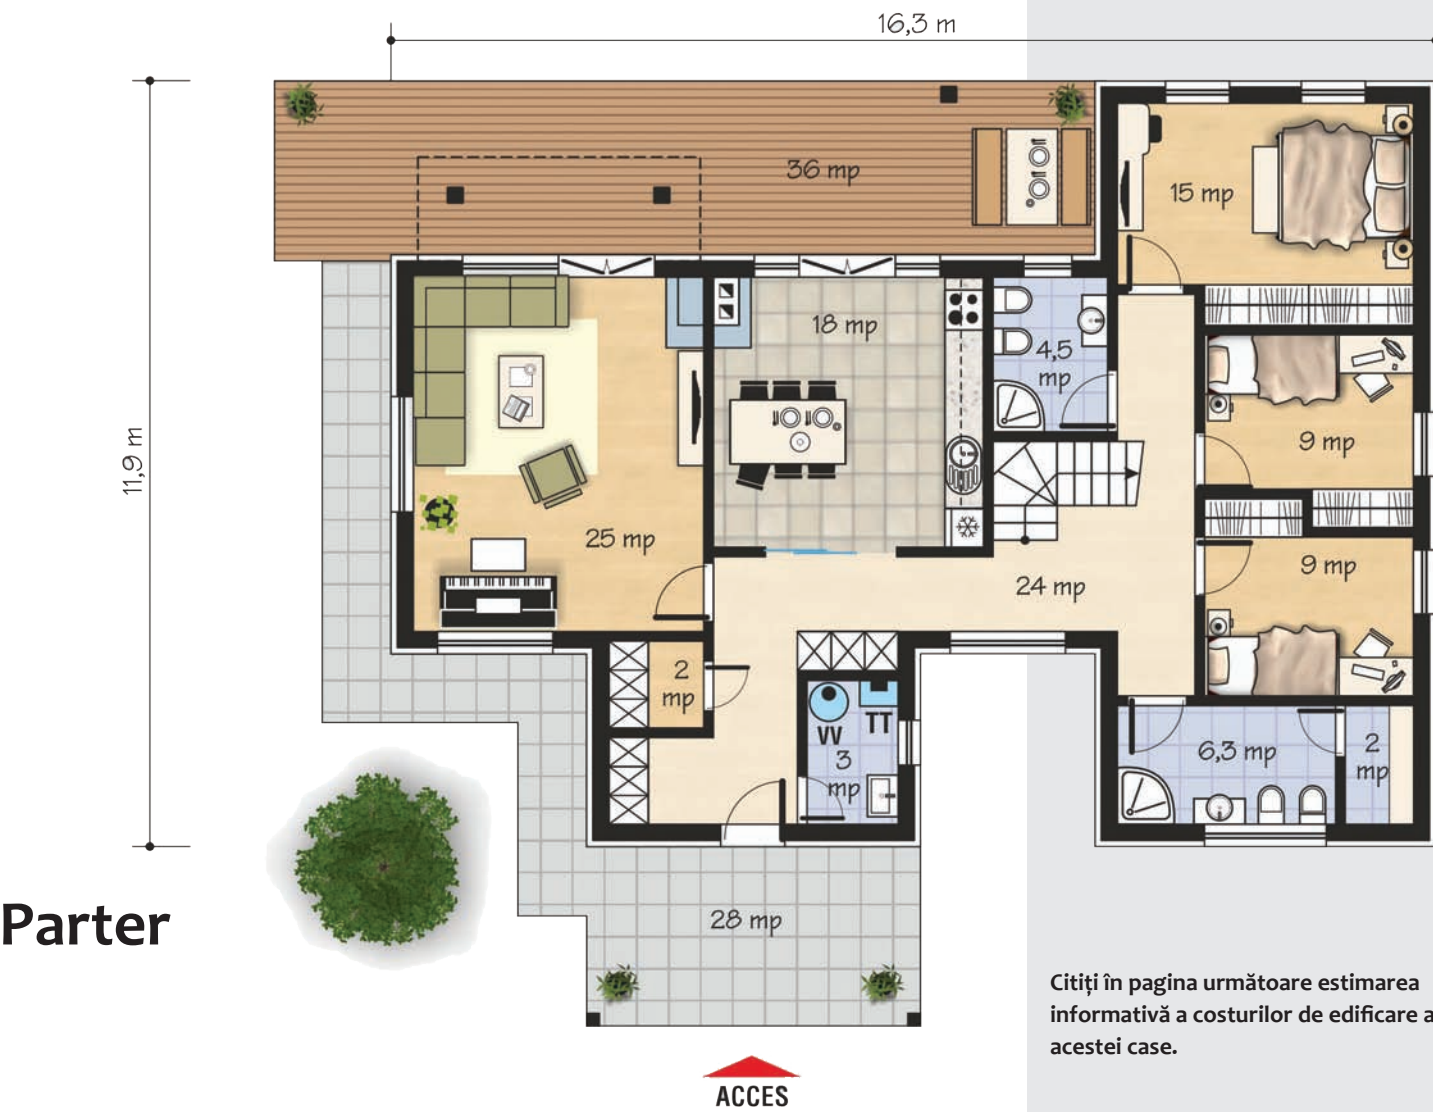 16,3 m
11,9 m
36 mp
15 mp
18 mp
4,5
mp
9 mp
25 mp
9 mp
24 mp
2
mp
VV
TT
3
mp
6,3 mp
2
mp
28 mp
Parter
ACCES
Citiți în pagina următoare estimarea
informativă a costurilor de edificare a
acestei case.